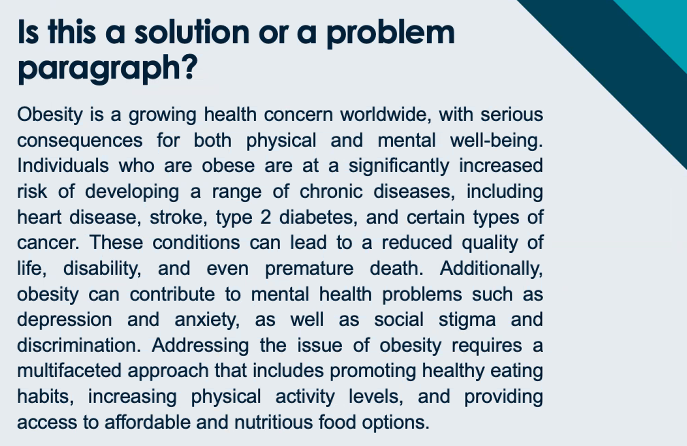 Is this a solution or a problem
paragraph?
Obesity is a growing health concern worldwide, with serious
consequences for both physical and mental well-being.
Individuals who are obese are at a significantly increased
risk of developing a range of chronic diseases, including
heart disease, stroke, type 2 diabetes, and certain types of
cancer. These conditions can lead to a reduced quality of
life, disability, and even premature death. Additionally,
obesity can contribute to mental health problems such as
depression and anxiety, as well as social stigma and
discrimination. Addressing the issue of obesity requires a
multifaceted approach that includes promoting healthy eating
habits, increasing physical activity levels, and providing
access to affordable and nutritious food options.